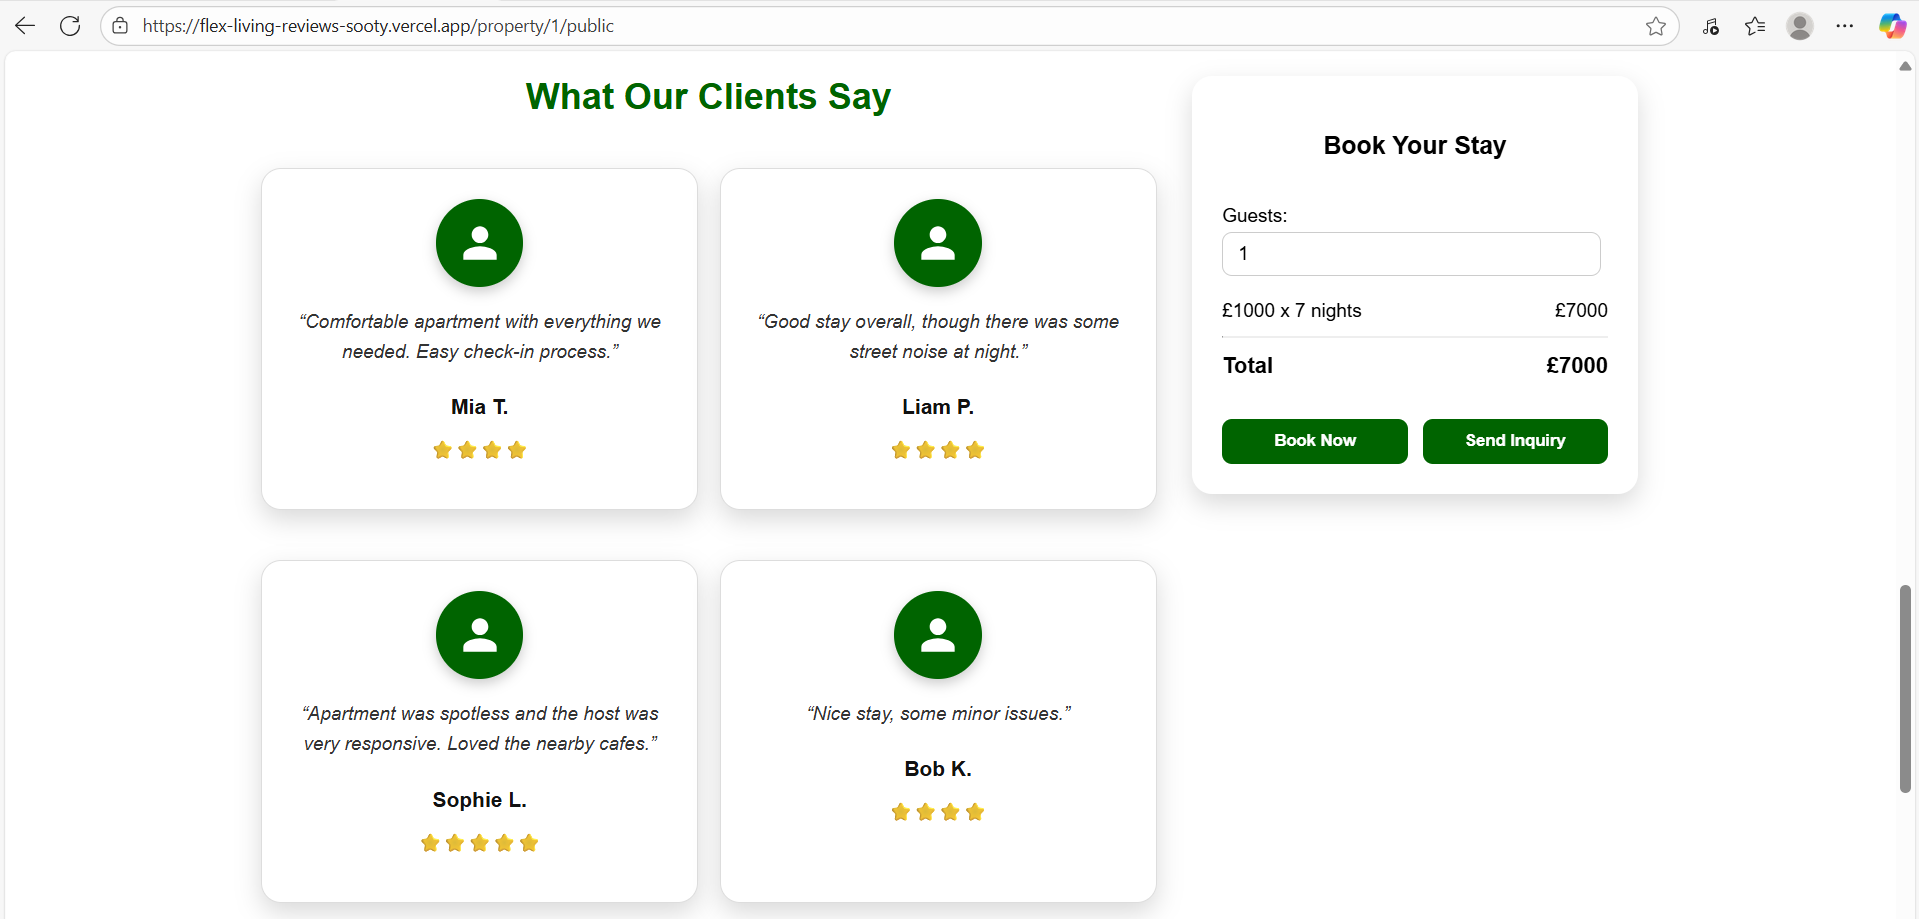 https://flex-living-reviews-sooty.vercel.app/property/1/public
What Our Clients Say
“Comfortable apartment with everything we
needed. Easy check-in process.”
Mia T.
“Good stay overall, though there was some
street noise at night.”
Liam P.
“Apartment was spotless and the host was
very responsive. Loved the nearby cafes.”
Sophie L.
“Nice stay, some minor issues.”
Bob K.
Book Your Stay
Guests:
1
£1000 x 7 nights £7000
Total £7000
Book Now Send Inquiry